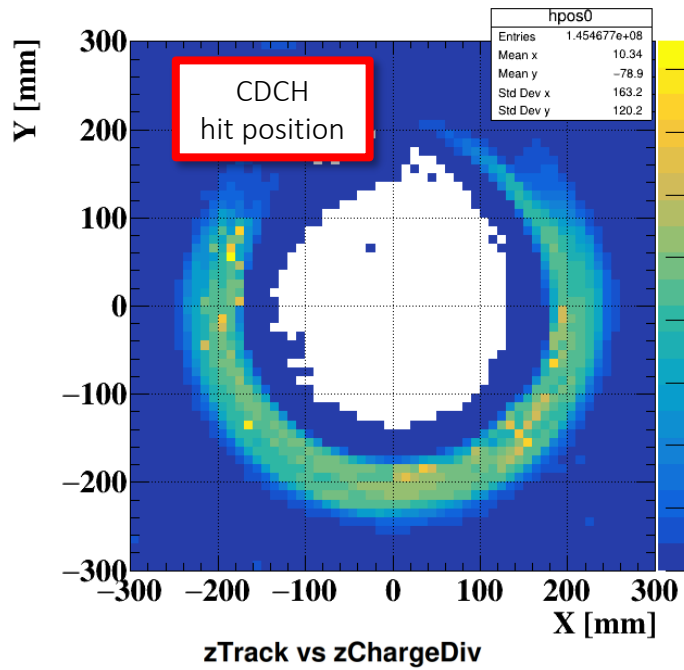 hpos0
Entries 1.454677e+08
Mean x 10.34
Mean y −78.9
Std Dev x 163.2
Std Dev y 120.2
CDCH
hit position
Y [mm]
300
200
100
0
−100
−200
−300
−300 −200 −100 0 100 200 300
X [mm]
zTrack vs zChargeDiv